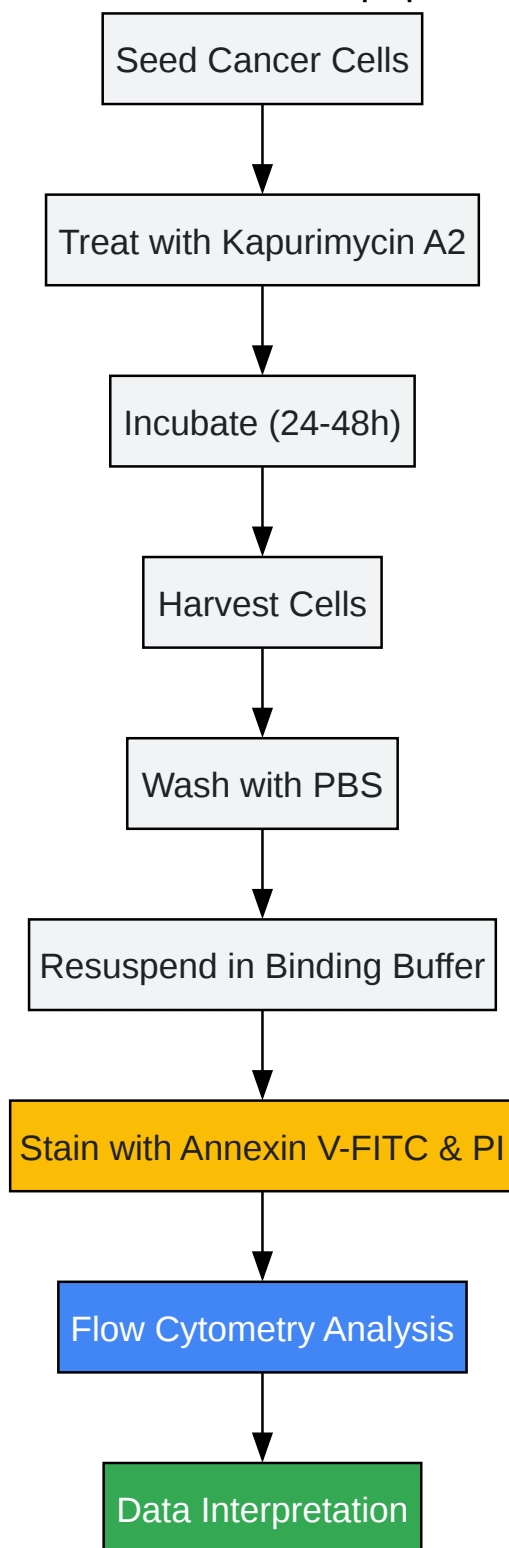 Seed Cancer Cells
Treat with Kapurimycin A2
Incubate (24-48h)
Harvest Cells
Wash with PBS
Resuspend in Binding Buffer
Stain with Annexin V-FITC & PI
Flow Cytometry Analysis
Data Interpretation